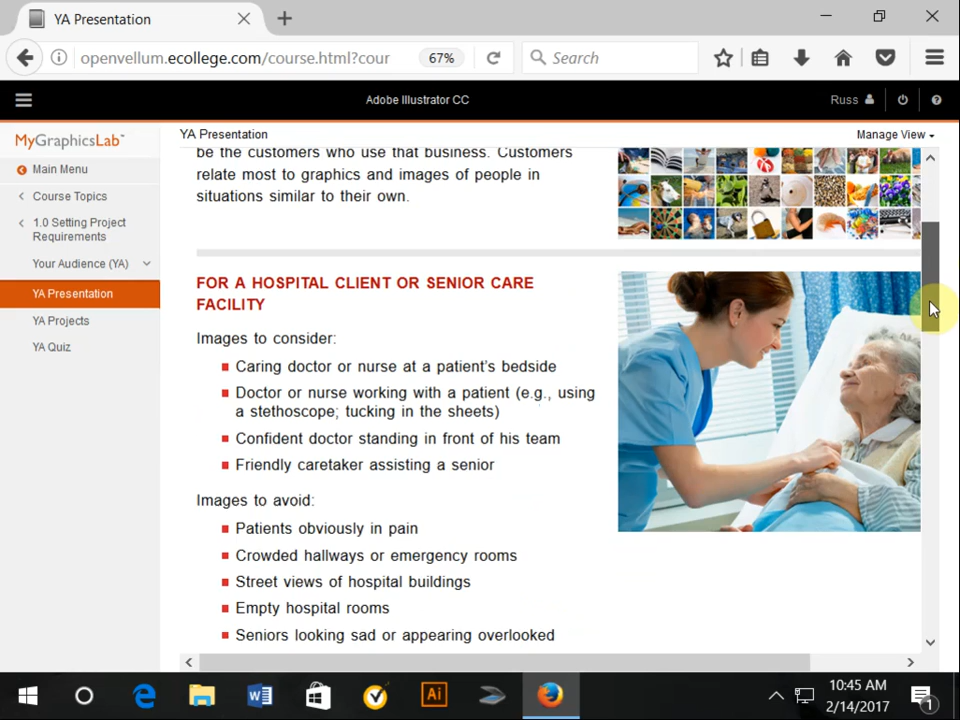 YA Presentation
openvellum.ecollege.com/course.html?cour
67%
Search
Adobe Illustrator CC
Russ
MyGraphicsLab
YA Presentation
Manage View
Main Menu
Course Topics
1.0 Setting Project
Requirements
Your Audience (YA)
YA Presentation
YA Projects
YA Quiz
be the customers who use that business. Customers
relate most to graphics and images of people in
situations similar to their own.
FOR A HOSPITAL CLIENT OR SENIOR CARE
FACILITY
Images to consider:
Caring doctor or nurse at a patient's bedside
Doctor or nurse working with a patient (e.g., using
a stethoscope; tucking in the sheets)
Confident doctor standing in front of his team
Friendly caretaker assisting a senior
Images to avoid:
Patients obviously in pain
Crowded hallways or emergency rooms
Street views of hospital buildings
Empty hospital rooms
Seniors looking sad or appearing overlooked
Ai
10:45 AM
2/14/2017
1